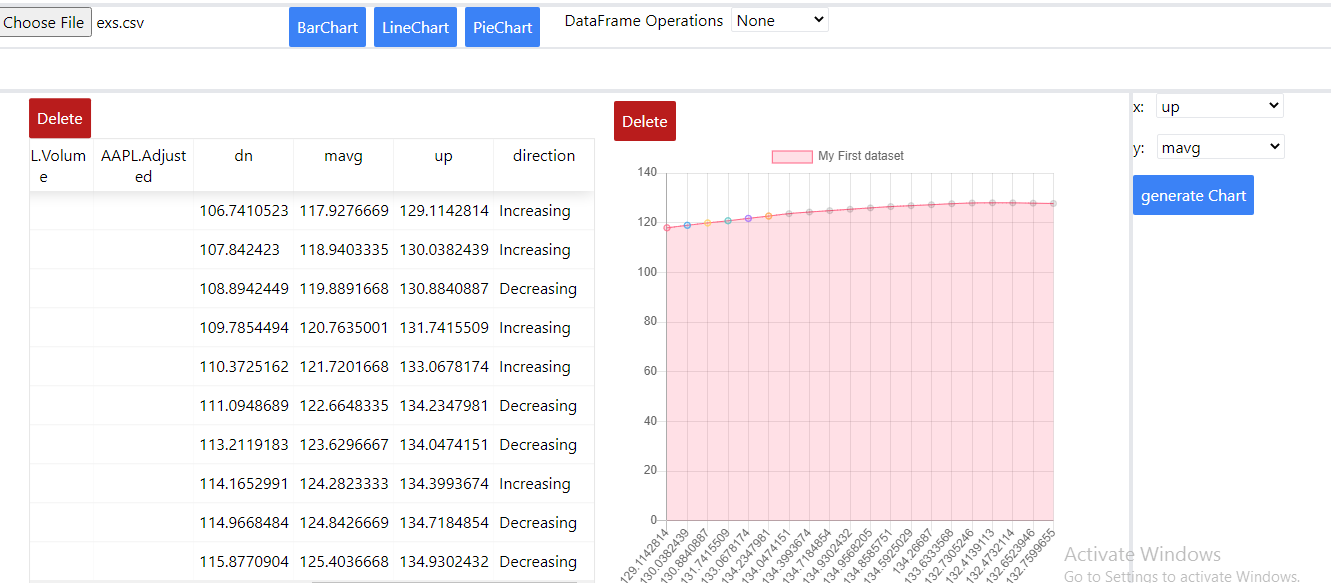 Choose File exs.csv BarChart LineChart PieChart DataFrame Operations None
Delete
L.Volum
e
AAPL.Adjust
ed
dn mavg up direction
106.7410523 117.9276669 129.1142814 Increasing
107.842423 118.9403335 130.0382439 Increasing
108.8942449 119.8891668 130.8840887 Decreasing
109.7854494 120.7635001 131.7415509 Increasing
110.3725162 121.7201668 133.0678174 Increasing
111.0948689 122.6648335 134.2347981 Decreasing
113.2119183 123.6296667 134.0474151 Decreasing
114.1652991 124.2823333 134.3993674 Increasing
114.9668484 124.8426669 134.7184854 Decreasing
115.8770904 125.4036668 134.9302432 Decreasing
Delete
My First dataset
140
120
100
80
60
40
20
0
129.1142814
130.0382439
130.8840887
131.7415509
133.0678174
134.2347981
134.0474151
134.3993674
134.7184854
134.9302432
134.9568205
134.8585751
134.5925029
134.26687
133.6333568
132.7305246
132.4139113
132.4732114
132.6523946
132.7599655
x: up
y: mavg
generate Chart
Activate Windows
Go to Settings to activate Windows.